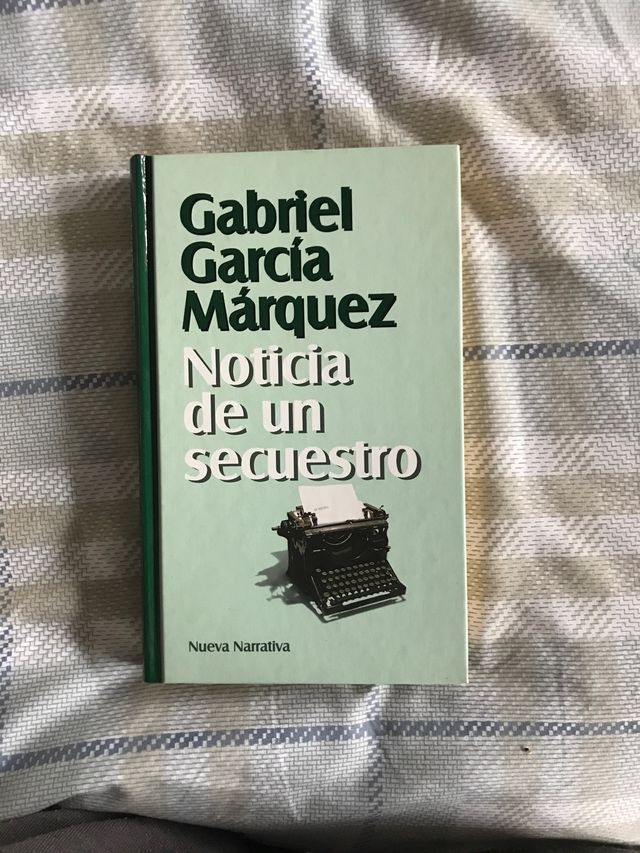 Gabriel
García
Márquez
Noticia
de un
secuestro
Nueva Narrativa